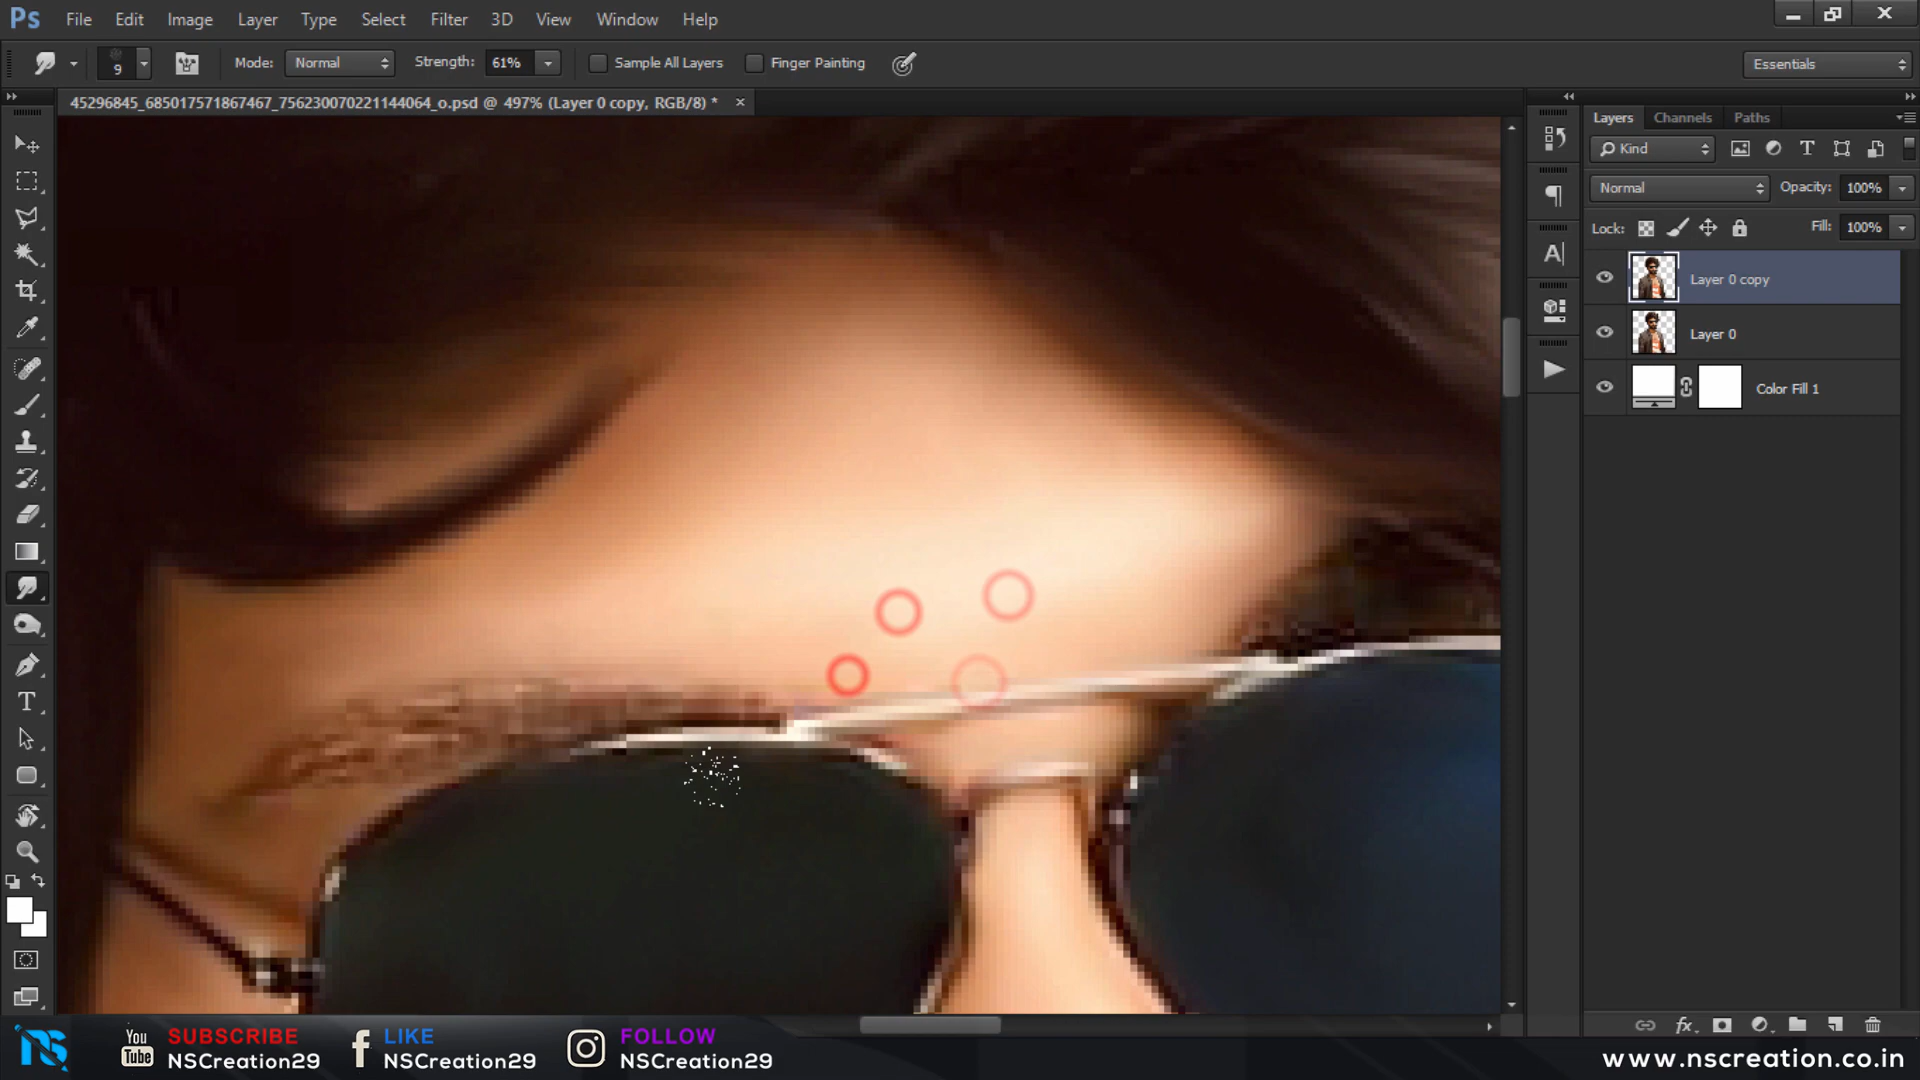 Ps File Edit Image Layer Type Select Filter 3D View Window Help
9 Mode: Normal Strength: 61% Sample All Layers Finger Painting Essentials
45296845_685017571867467_756230070221144064_o.psd @ 497% (Layer 0 copy, RGB/8) *
Layers Channels Paths
Kind
Normal Opacity: 100%
Lock: Fill: 100%
Layer 0 copy
Layer 0
Color Fill 1
You Tube SUBSCRIBE NSCreation29
LIKE NSCreation29
FOLLOW NSCreation29
NS
www.nscreation.co.in